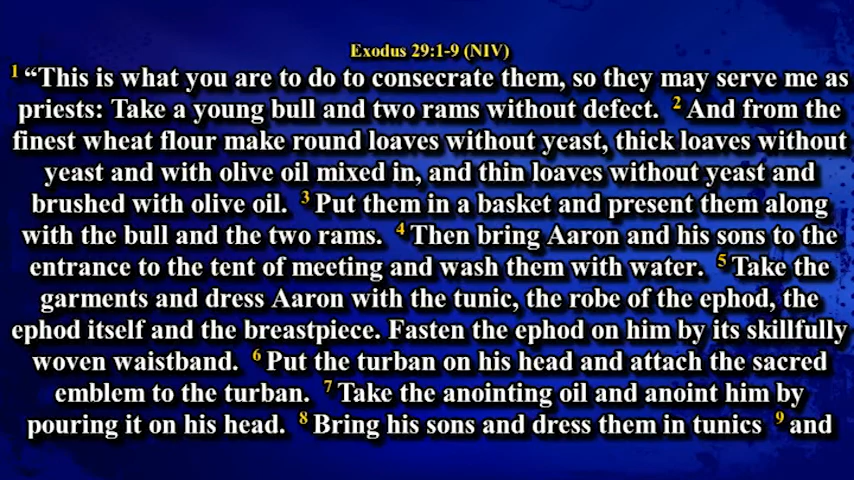 Exodus 29:1-9 (NIV)
1 “This is what you are to do to consecrate them, so they may serve me as
priests: Take a young bull and two rams without defect. 2 And from the
finest wheat flour make round loaves without yeast, thick loaves without
yeast and with olive oil mixed in, and thin loaves without yeast and
brushed with olive oil. 3 Put them in a basket and present them along
with the bull and the two rams. 4 Then bring Aaron and his sons to the
entrance to the tent of meeting and wash them with water. 5 Take the
garments and dress Aaron with the tunic, the robe of the ephod, the
ephod itself and the breastpiece. Fasten the ephod on him by its skillfully
woven waistband. 6 Put the turban on his head and attach the sacred
emblem to the turban. 7 Take the anointing oil and anoint him by
pouring it on his head. 8 Bring his sons and dress them in tunics 9 and